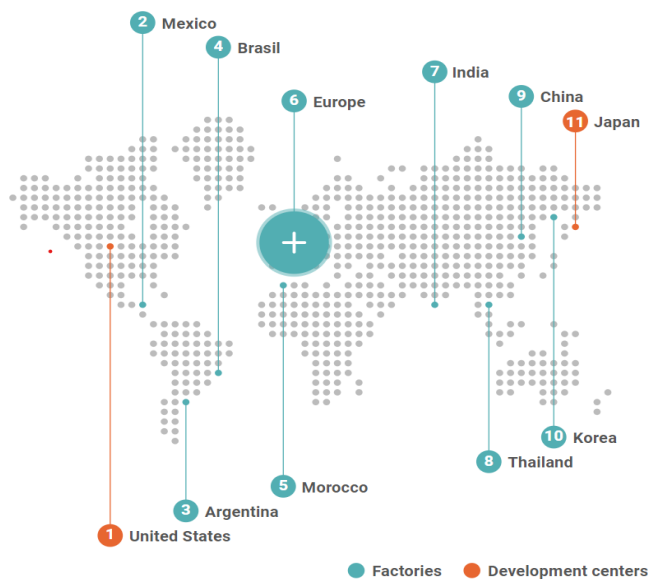 2 Mexico
4 Brasil
7 India
6 Europe
9 China
11 Japan
+
10 Korea
8 Thailand
5 Morocco
3 Argentina
1 United States
Factories
Development centers